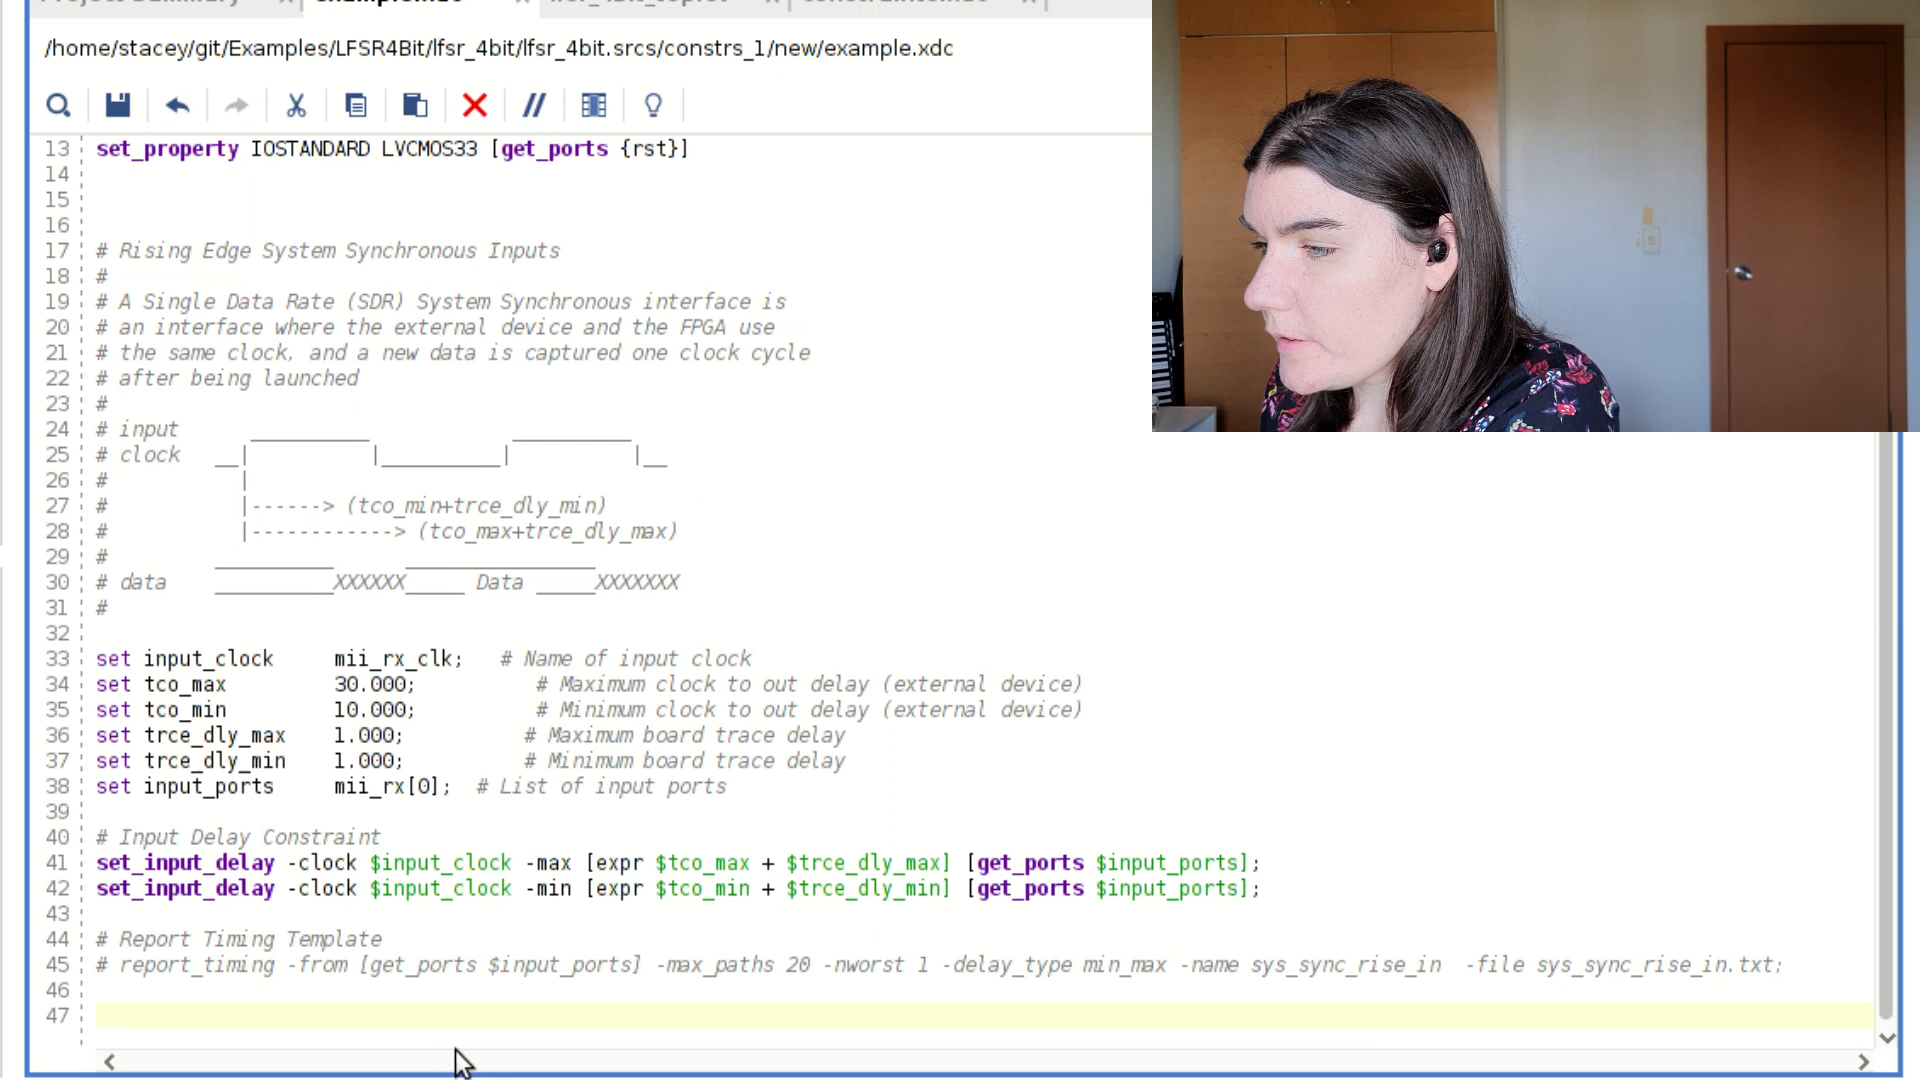 /home/stacey/git/Examples/LFSR4Bit/lfsr_4bit/lfsr_4bit.srcs/constrs_1/new/example.xdc
13 set_property IOSTANDARD LVCMOS33 [get_ports {rst}]
14
15
16
17 # Rising Edge System Synchronous Inputs
18 #
19 # A Single Data Rate (SDR) System Synchronous interface is
20 # an interface where the external device and the FPGA use
21 # the same clock, and a new data is captured one clock cycle
22 # after being launched
23 #
24 # input __________ __________
25 # clock __| |__________| |__
26 # |
27 # |------> (tco_min+trce_dly_min)
28 # |------------> (tco_max+trce_dly_max)
29 # __________ ________________
30 # data __________XXXXXX_____ Data _____XXXXXXX
31 #
32
33 set input_clock mii_rx_clk; # Name of input clock
34 set tco_max 30.000; # Maximum clock to out delay (external device)
35 set tco_min 10.000; # Minimum clock to out delay (external device)
36 set trce_dly_max 1.000; # Maximum board trace delay
37 set trce_dly_min 1.000; # Minimum board trace delay
38 set input_ports mii_rx[0]; # List of input ports
39
40 # Input Delay Constraint
41 set_input_delay -clock $input_clock -max [expr $tco_max + $trce_dly_max] [get_ports $input_ports];
42 set_input_delay -clock $input_clock -min [expr $tco_min + $trce_dly_min] [get_ports $input_ports];
43
44 # Report Timing Template
45 # report_timing -from [get_ports $input_ports] -max_paths 20 -nworst 1 -delay_type min_max -name sys_sync_rise_in -file sys_sync_rise_in.txt;
46
47